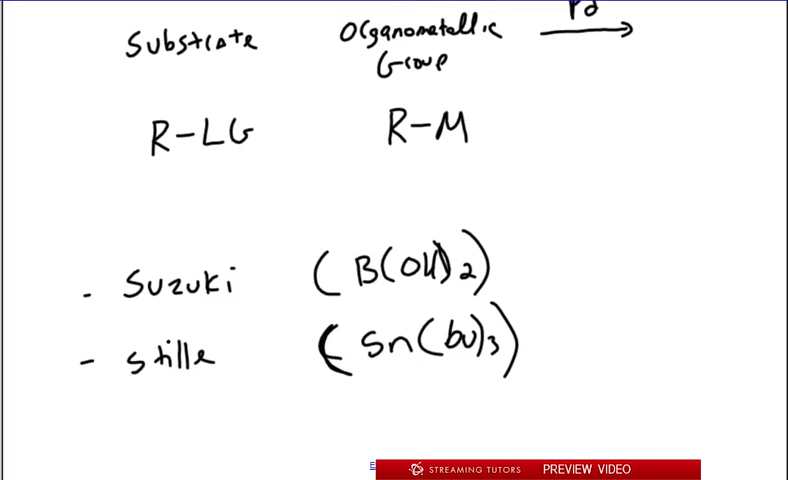 Substrate Organometallic Group Pd
R-LG R-M
- Suzuki (B(OH)2)
- Stille (Sn(bu)3)
E
STREAMING TUTORS PREVIEW VIDEO